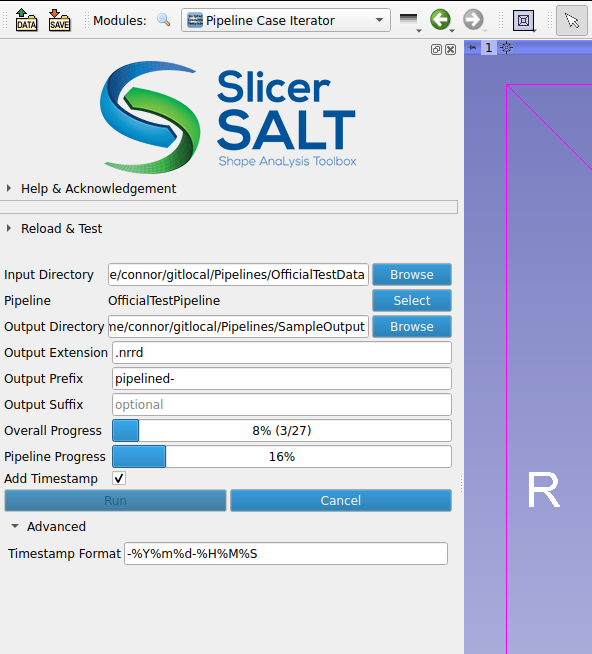 DATA SAVE Modules: Pipeline Case Iterator
1
Slicer
SALT
Shape AnaLysis Toolbox
Help & Acknowledgement
Reload & Test
Input Directory e/connor/gitlocal/Pipelines/OfficialTestData Browse
Pipeline OfficialTestPipeline Select
Output Directory ne/connor/gitlocal/Pipelines/SampleOutput Browse
Output Extension .nrrd
Output Prefix pipelined-
Output Suffix optional
Overall Progress 8% (3/27)
Pipeline Progress 16%
Add Timestamp
Run Cancel
Advanced
Timestamp Format -%Y%m%d-%H%M%S
R